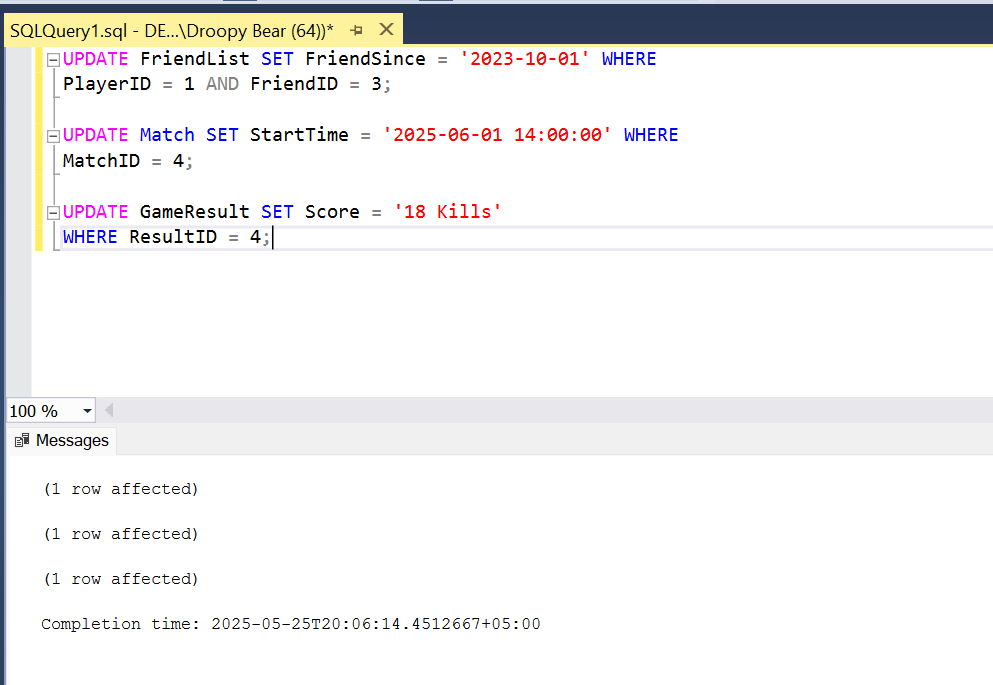 SQLQuery1.sql - DE...\Droopy Bear (64))*
UPDATE FriendList SET FriendSince = '2023-10-01' WHERE
PlayerID = 1 AND FriendID = 3;
UPDATE Match SET StartTime = '2025-06-01 14:00:00' WHERE
MatchID = 4;
UPDATE GameResult SET Score = '18 Kills'
WHERE ResultID = 4;
100 %
Messages
(1 row affected)
(1 row affected)
(1 row affected)
Completion time: 2025-05-25T20:06:14.4512667+05:00